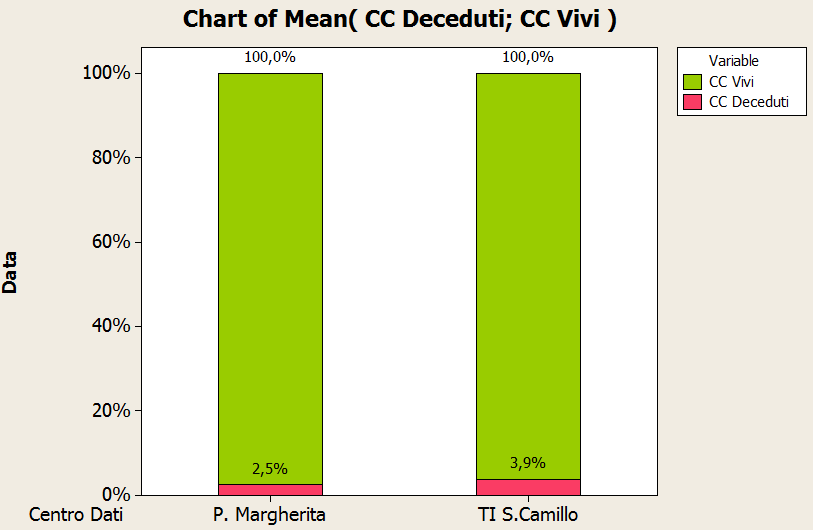 Chart of Mean( CC Deceduti; CC Vivi )
100,0% 100,0%
Variable
CC Vivi
CC Deceduti
100%
80%
60%
40%
20%
0%
Data
2,5% 3,9%
Centro Dati P. Margherita TI S.Camillo